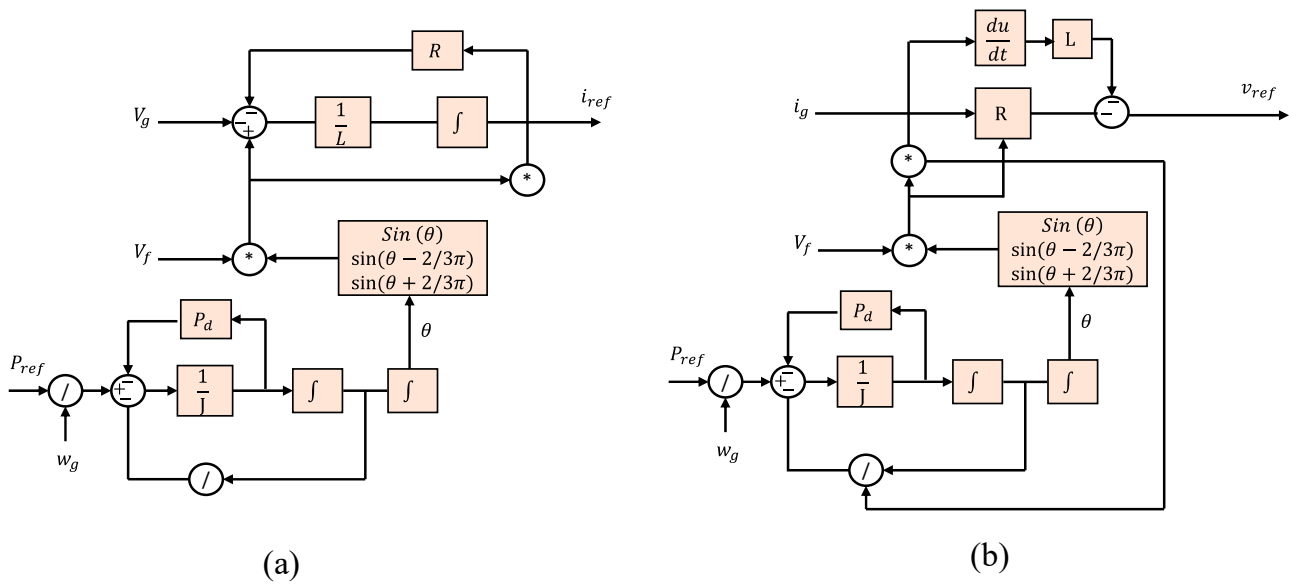 R
V_g
− − +
1/L
∫
i_ref
*
V_f
*
Sin (θ)
sin(θ − 2/3π)
sin(θ + 2/3π)
P_d
θ
P_ref
/
+ − −
1/J
∫
∫
w_g
/
(a)
du/dt
L
i_g
R
−
v_ref
*
V_f
*
Sin (θ)
sin(θ − 2/3π)
sin(θ + 2/3π)
P_d
θ
P_ref
/
+ − −
1/J
∫
∫
w_g
/
(b)